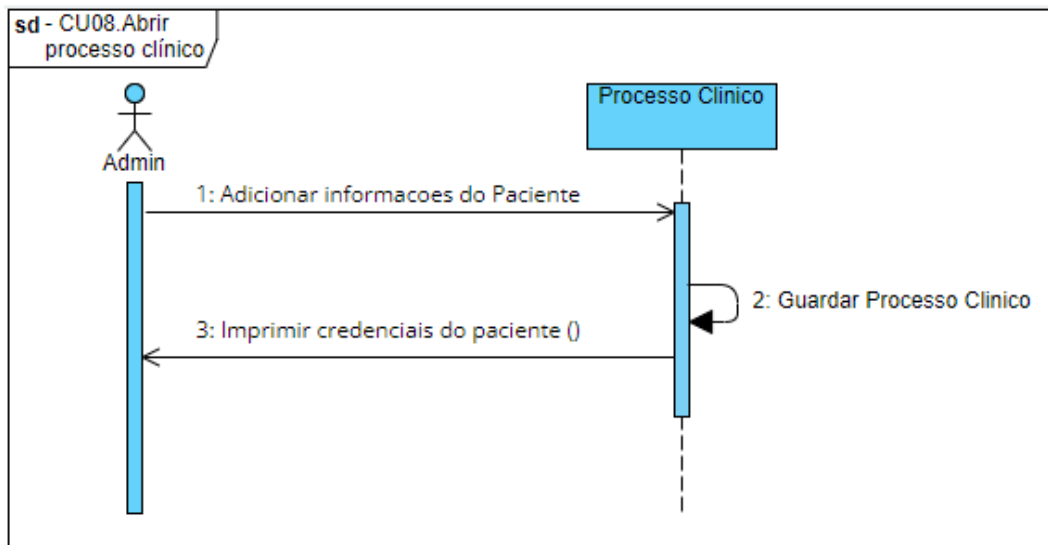 sd - CU08.Abrir
processo clínico
Processo Clinico
Admin
1: Adicionar informacoes do Paciente
2: Guardar Processo Clinico
3: Imprimir credenciais do paciente ()